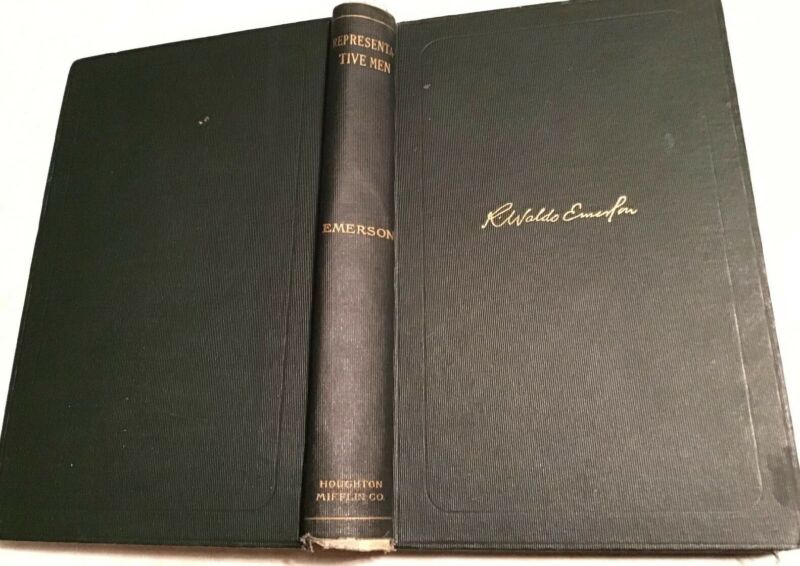 REPRESENTA
TIVE MEN
EMERSON
HOUGHTON
MIFFLIN CO.
R. Waldo Emerson